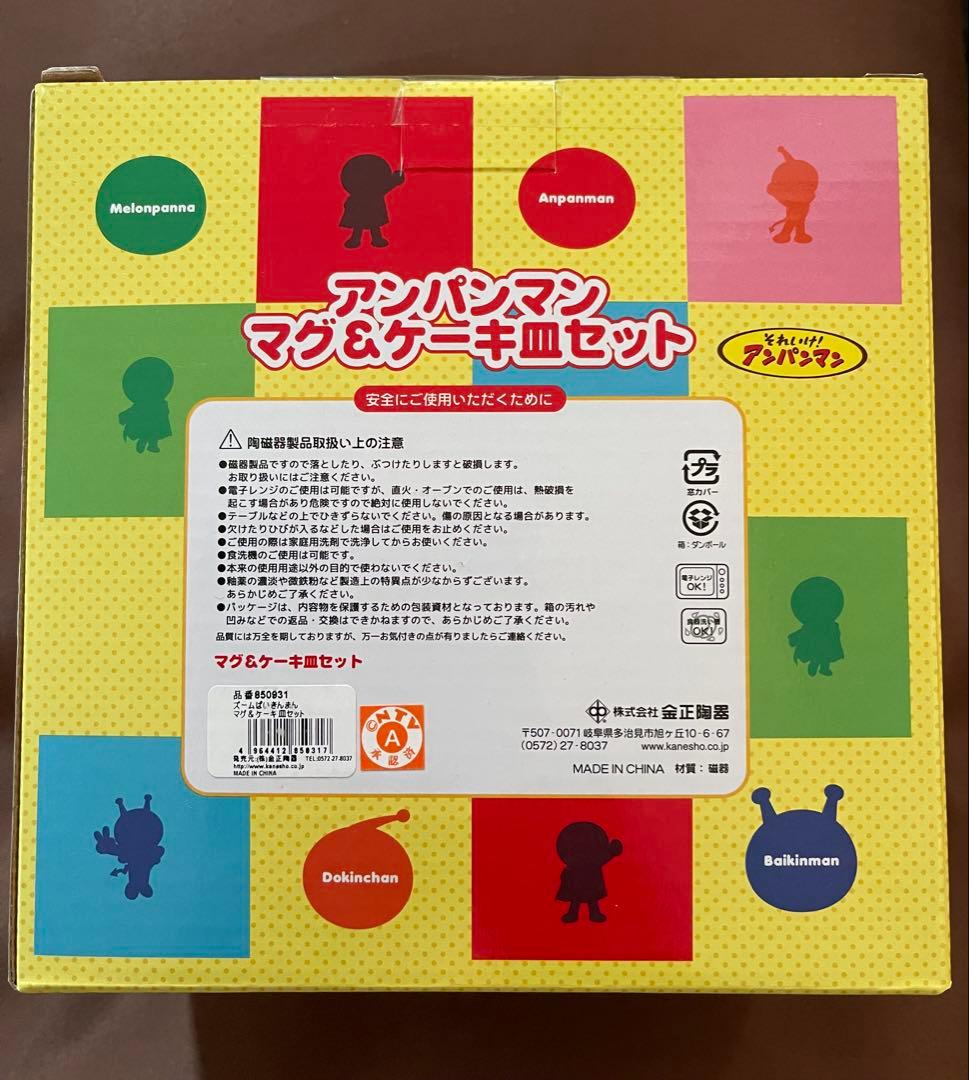 Melonpanna
Anpanman
アンパンマン
マグ&ケーキ皿セット
それいけ!
アンパンマン
安全にご使用いただくために
陶磁器製品取扱い上の注意
●磁器製品ですので落としたり、ぶつけたりしますと破損します。
お取り扱いにはご注意ください。
●電子レンジのご使用は可能ですが、直火・オーブンでのご使用は、熱破損を
起こす場合があり危険ですので絶対に使用しないでください。
●テーブルなどの上でひきずらないでください。傷の原因となる場合があります。
●欠けたりひびが入るなどした場合はご使用をお止めください。
●ご使用の際は家庭用洗剤で洗浄してからお使いください。
●食洗機のご使用は可能です。
●本来の使用用途以外の目的で使わないでください。
●釉薬の濃淡や微鉄粉など製造上の特異点が少なからずございます。
あらかじめご了承ください。
●パッケージは、内容物を保護するための包装資材となっております。箱の汚れや
凹みなどでの返品・交換はできかねますので、あらかじめご了承ください。
品質には万全を期しておりますが、万一お気付きの点が有りましたらご連絡ください。
プラ
窓カバー
箱:ダンボール
電子レンジ
OK!
食器洗い機
OK!
マグ&ケーキ皿セット
品番850931
ズームばいきんまん
マグ&ケーキ皿セット
4 964412 850317
発売元:(株)金正陶器 TEL:0572-27-8037
http://www.kanesho.co.jp
MADE IN CHINA
©NTV
A
承認済
株式会社 金正陶器
〒507-0071 岐阜県多治見市旭ヶ丘10-6-67
(0572)27-8037 www.kanesho.co.jp
MADE IN CHINA 材質:磁器
Dokinchan
Baikinman